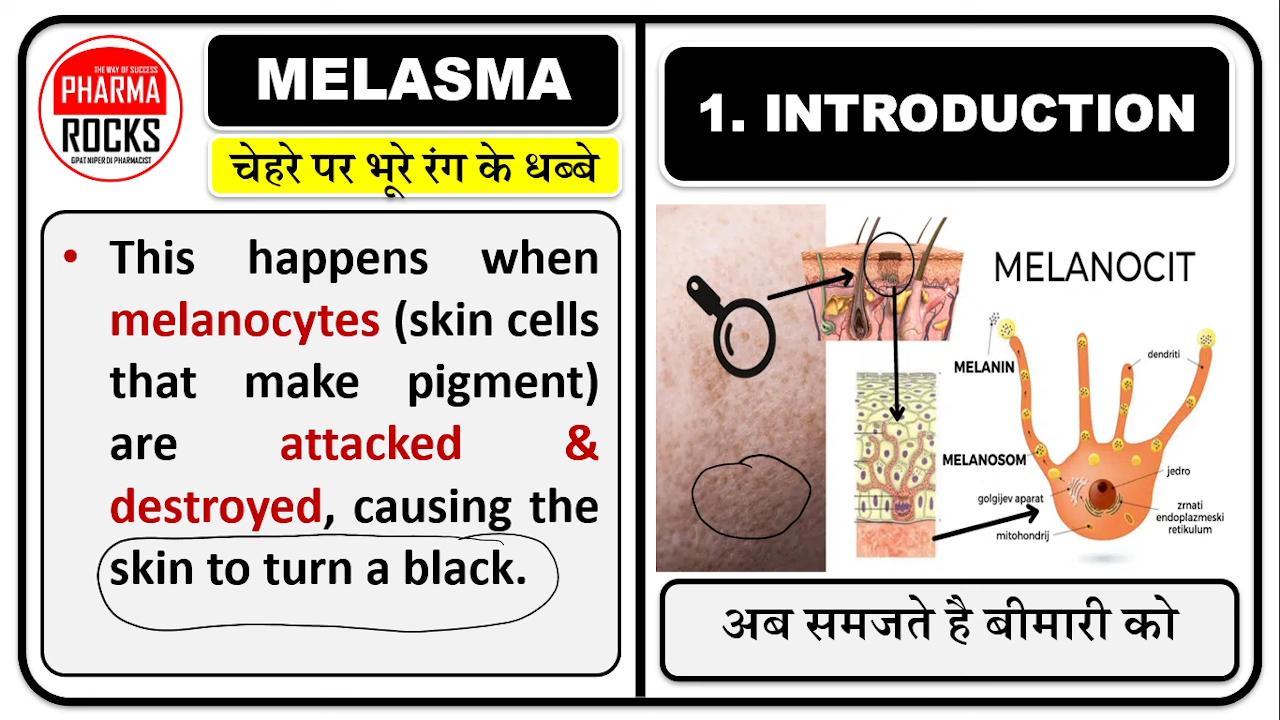 THE WAY OF SUCCESS
PHARMA
ROCKS
GPAT NIPER DI PHARMACIST
MELASMA
चेहरे पर भूरे रंग के धब्बे
• This happens when
melanocytes (skin cells
that make pigment)
are attacked &
destroyed, causing the
skin to turn a black.
1. INTRODUCTION
MELANOCIT
MELANIN
dendriti
MELANOSOM
jedro
golgijev aparat
zrnati
endoplazmeski
retikulum
mitohondrij
अब समजते है बीमारी को